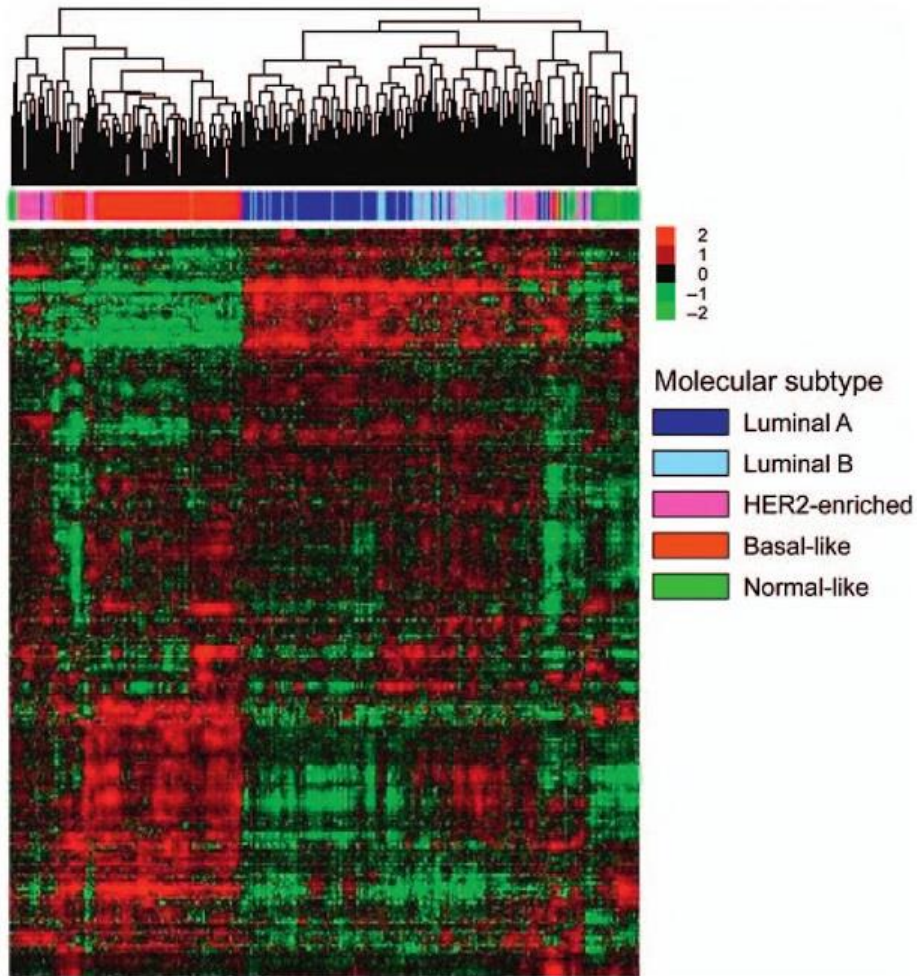 2
1
0
–1
–2
Molecular subtype
Luminal A
Luminal B
HER2-enriched
Basal-like
Normal-like